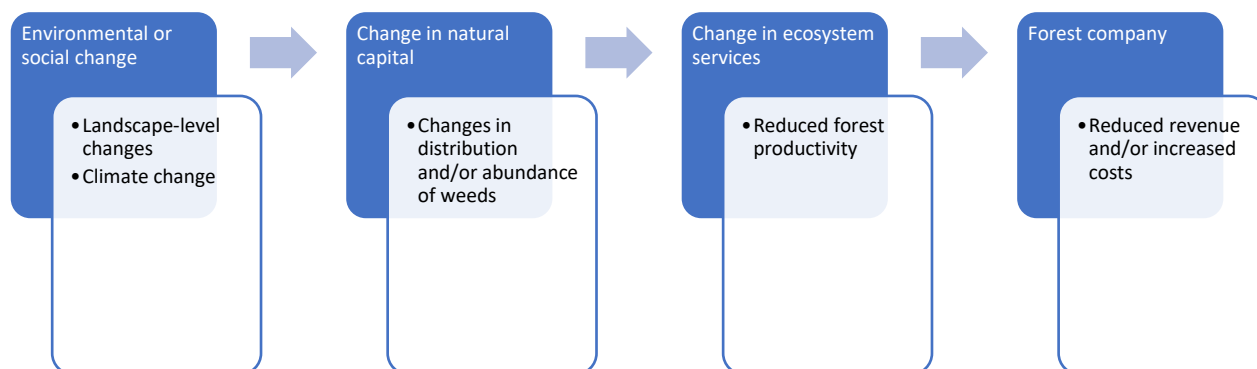 Environmental or
social change
• Landscape-level
changes
• Climate change
Change in natural
capital
• Changes in
distribution
and/or abundance
of weeds
Change in ecosystem
services
• Reduced forest
productivity
Forest company
• Reduced revenue
and/or increased
costs